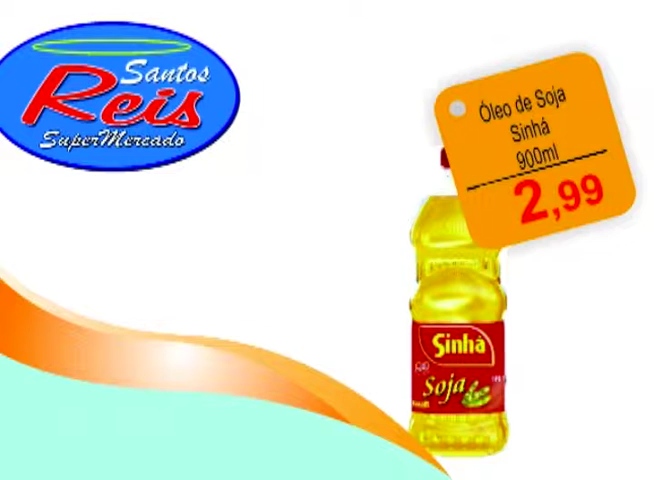 Santos
Reis
SuperMercado
Óleo de Soja
Sinhá
900ml
2,99
Sinhá
Soja